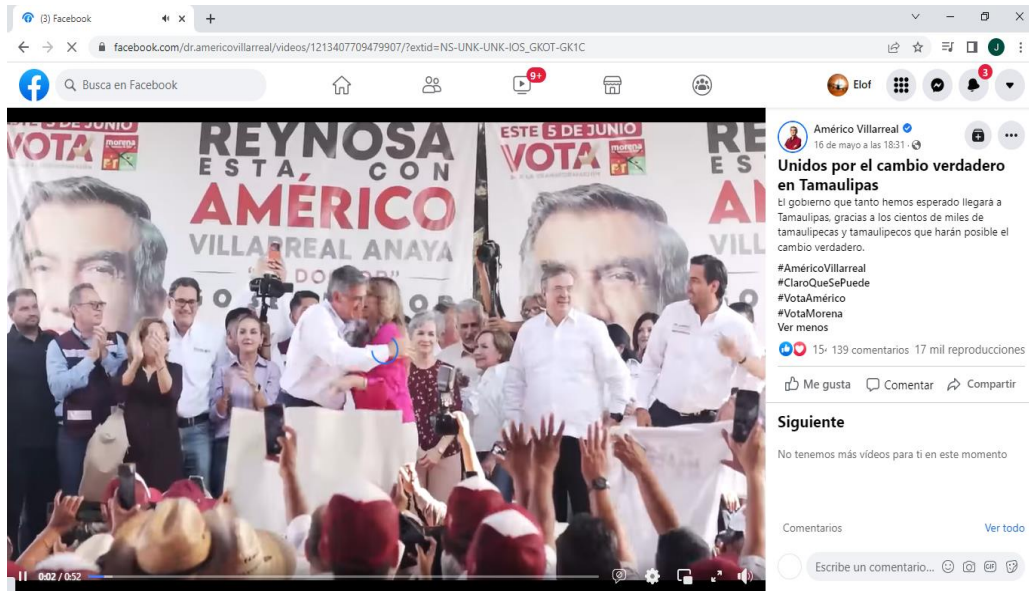 (3) Facebook
facebook.com/dr.americovillarreal/videos/1213407709479907/?extid=NS-UNK-UNK-IOS_GKOT-GK1C
J
Busca en Facebook
9+
Elof
3
ESTE 5 DE JUNIO
VOTA
morena
REYNOSA
ESTÁ CON
AMÉRICO
VILLARREAL ANAYA
ESTE 5 DE JUNIO
VOTA
morena
RE
ES
VILL
0:02 / 0:52
Américo Villarreal
16 de mayo a las 18:31 ·
Unidos por el cambio verdadero
en Tamaulipas
El gobierno que tanto hemos esperado llegará a
Tamaulipas, gracias a los cientos de miles de
tamaulipecas y tamaulipecos que harán posible el
cambio verdadero.
#AméricoVillarreal
#ClaroQueSePuede
#VotaAmérico
#VotaMorena
Ver menos
139 comentarios 17 mil reproducciones
Me gusta Comentar Compartir
Siguiente
No tenemos más vídeos para ti en este momento
Comentarios Ver todo
Escribe un comentario...
GIF